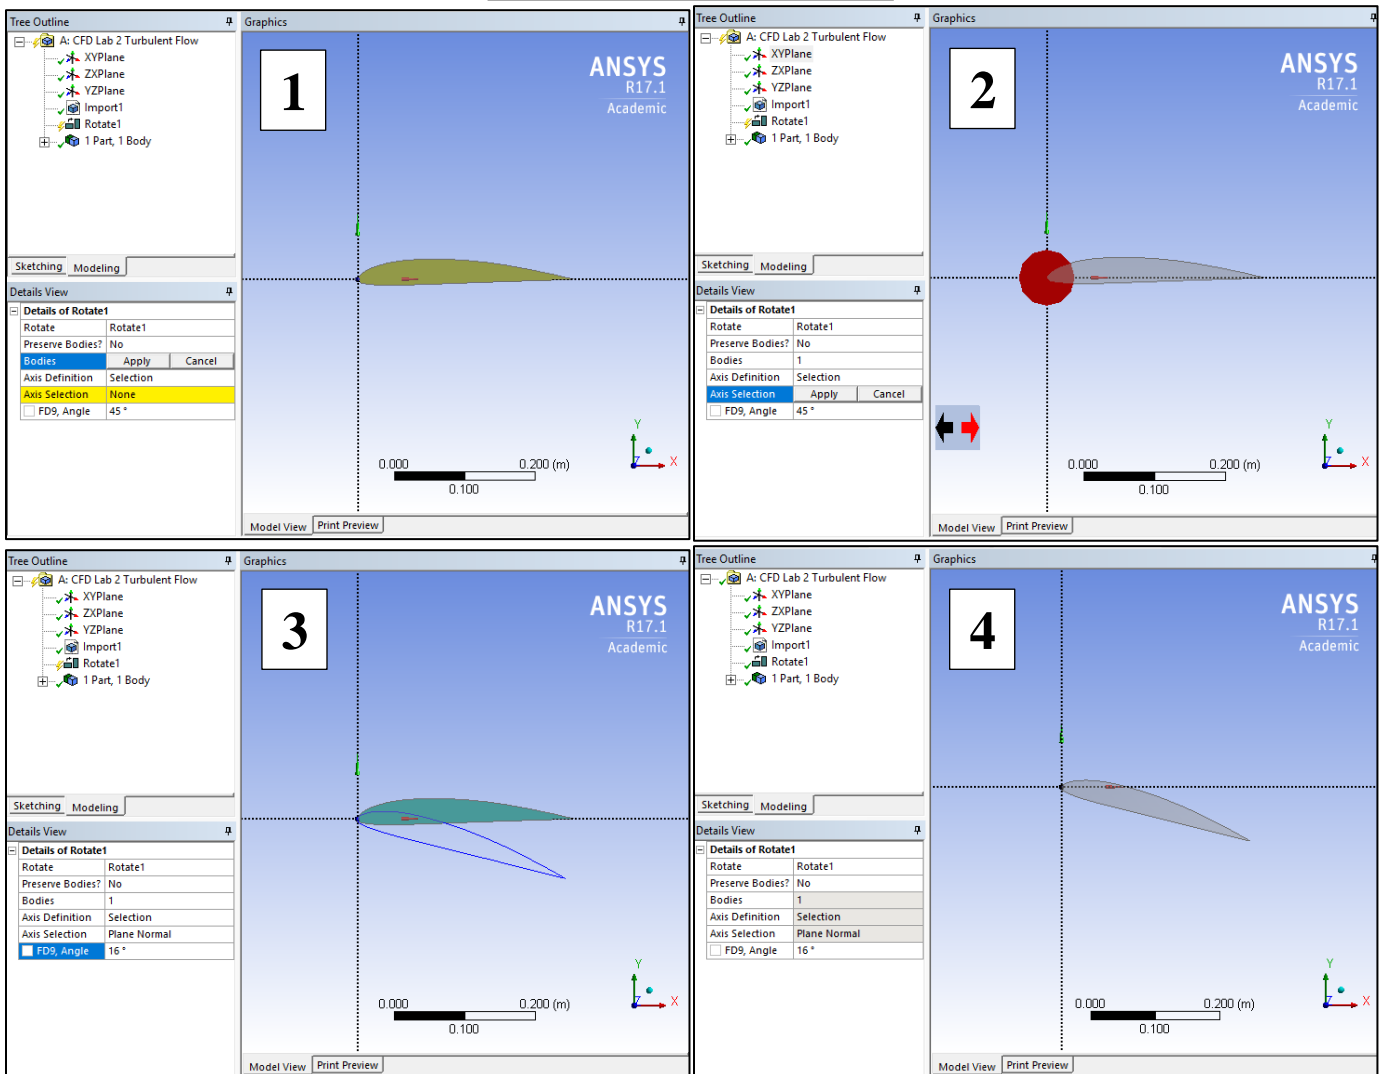 Tree Outline
A: CFD Lab 2 Turbulent Flow
XYPlane
ZXPlane
YZPlane
Import1
Rotate1
1 Part, 1 Body
Sketching Modeling
Details View
Details of Rotate1
Rotate Rotate1
Preserve Bodies? No
Bodies Apply Cancel
Axis Definition Selection
Axis Selection None
FD9, Angle 45 °
Graphics
1
ANSYS
R17.1
Academic
0.000 0.200 (m)
0.100
Y
Z X
Model View Print Preview
Tree Outline
A: CFD Lab 2 Turbulent Flow
XYPlane
ZXPlane
YZPlane
Import1
Rotate1
1 Part, 1 Body
Sketching Modeling
Details View
Details of Rotate1
Rotate Rotate1
Preserve Bodies? No
Bodies 1
Axis Definition Selection
Axis Selection Apply Cancel
FD9, Angle 45 °
Graphics
2
ANSYS
R17.1
Academic
0.000 0.200 (m)
0.100
Y
Z X
Model View Print Preview
Tree Outline
A: CFD Lab 2 Turbulent Flow
XYPlane
ZXPlane
YZPlane
Import1
Rotate1
1 Part, 1 Body
Sketching Modeling
Details View
Details of Rotate1
Rotate Rotate1
Preserve Bodies? No
Bodies 1
Axis Definition Selection
Axis Selection Plane Normal
FD9, Angle 16 °
Graphics
3
ANSYS
R17.1
Academic
0.000 0.200 (m)
0.100
Y
Z X
Model View Print Preview
Tree Outline
A: CFD Lab 2 Turbulent Flow
XYPlane
ZXPlane
YZPlane
Import1
Rotate1
1 Part, 1 Body
Sketching Modeling
Details View
Details of Rotate1
Rotate Rotate1
Preserve Bodies? No
Bodies 1
Axis Definition Selection
Axis Selection Plane Normal
FD9, Angle 16 °
Graphics
4
ANSYS
R17.1
Academic
0.000 0.200 (m)
0.100
Y
Z X
Model View Print Preview